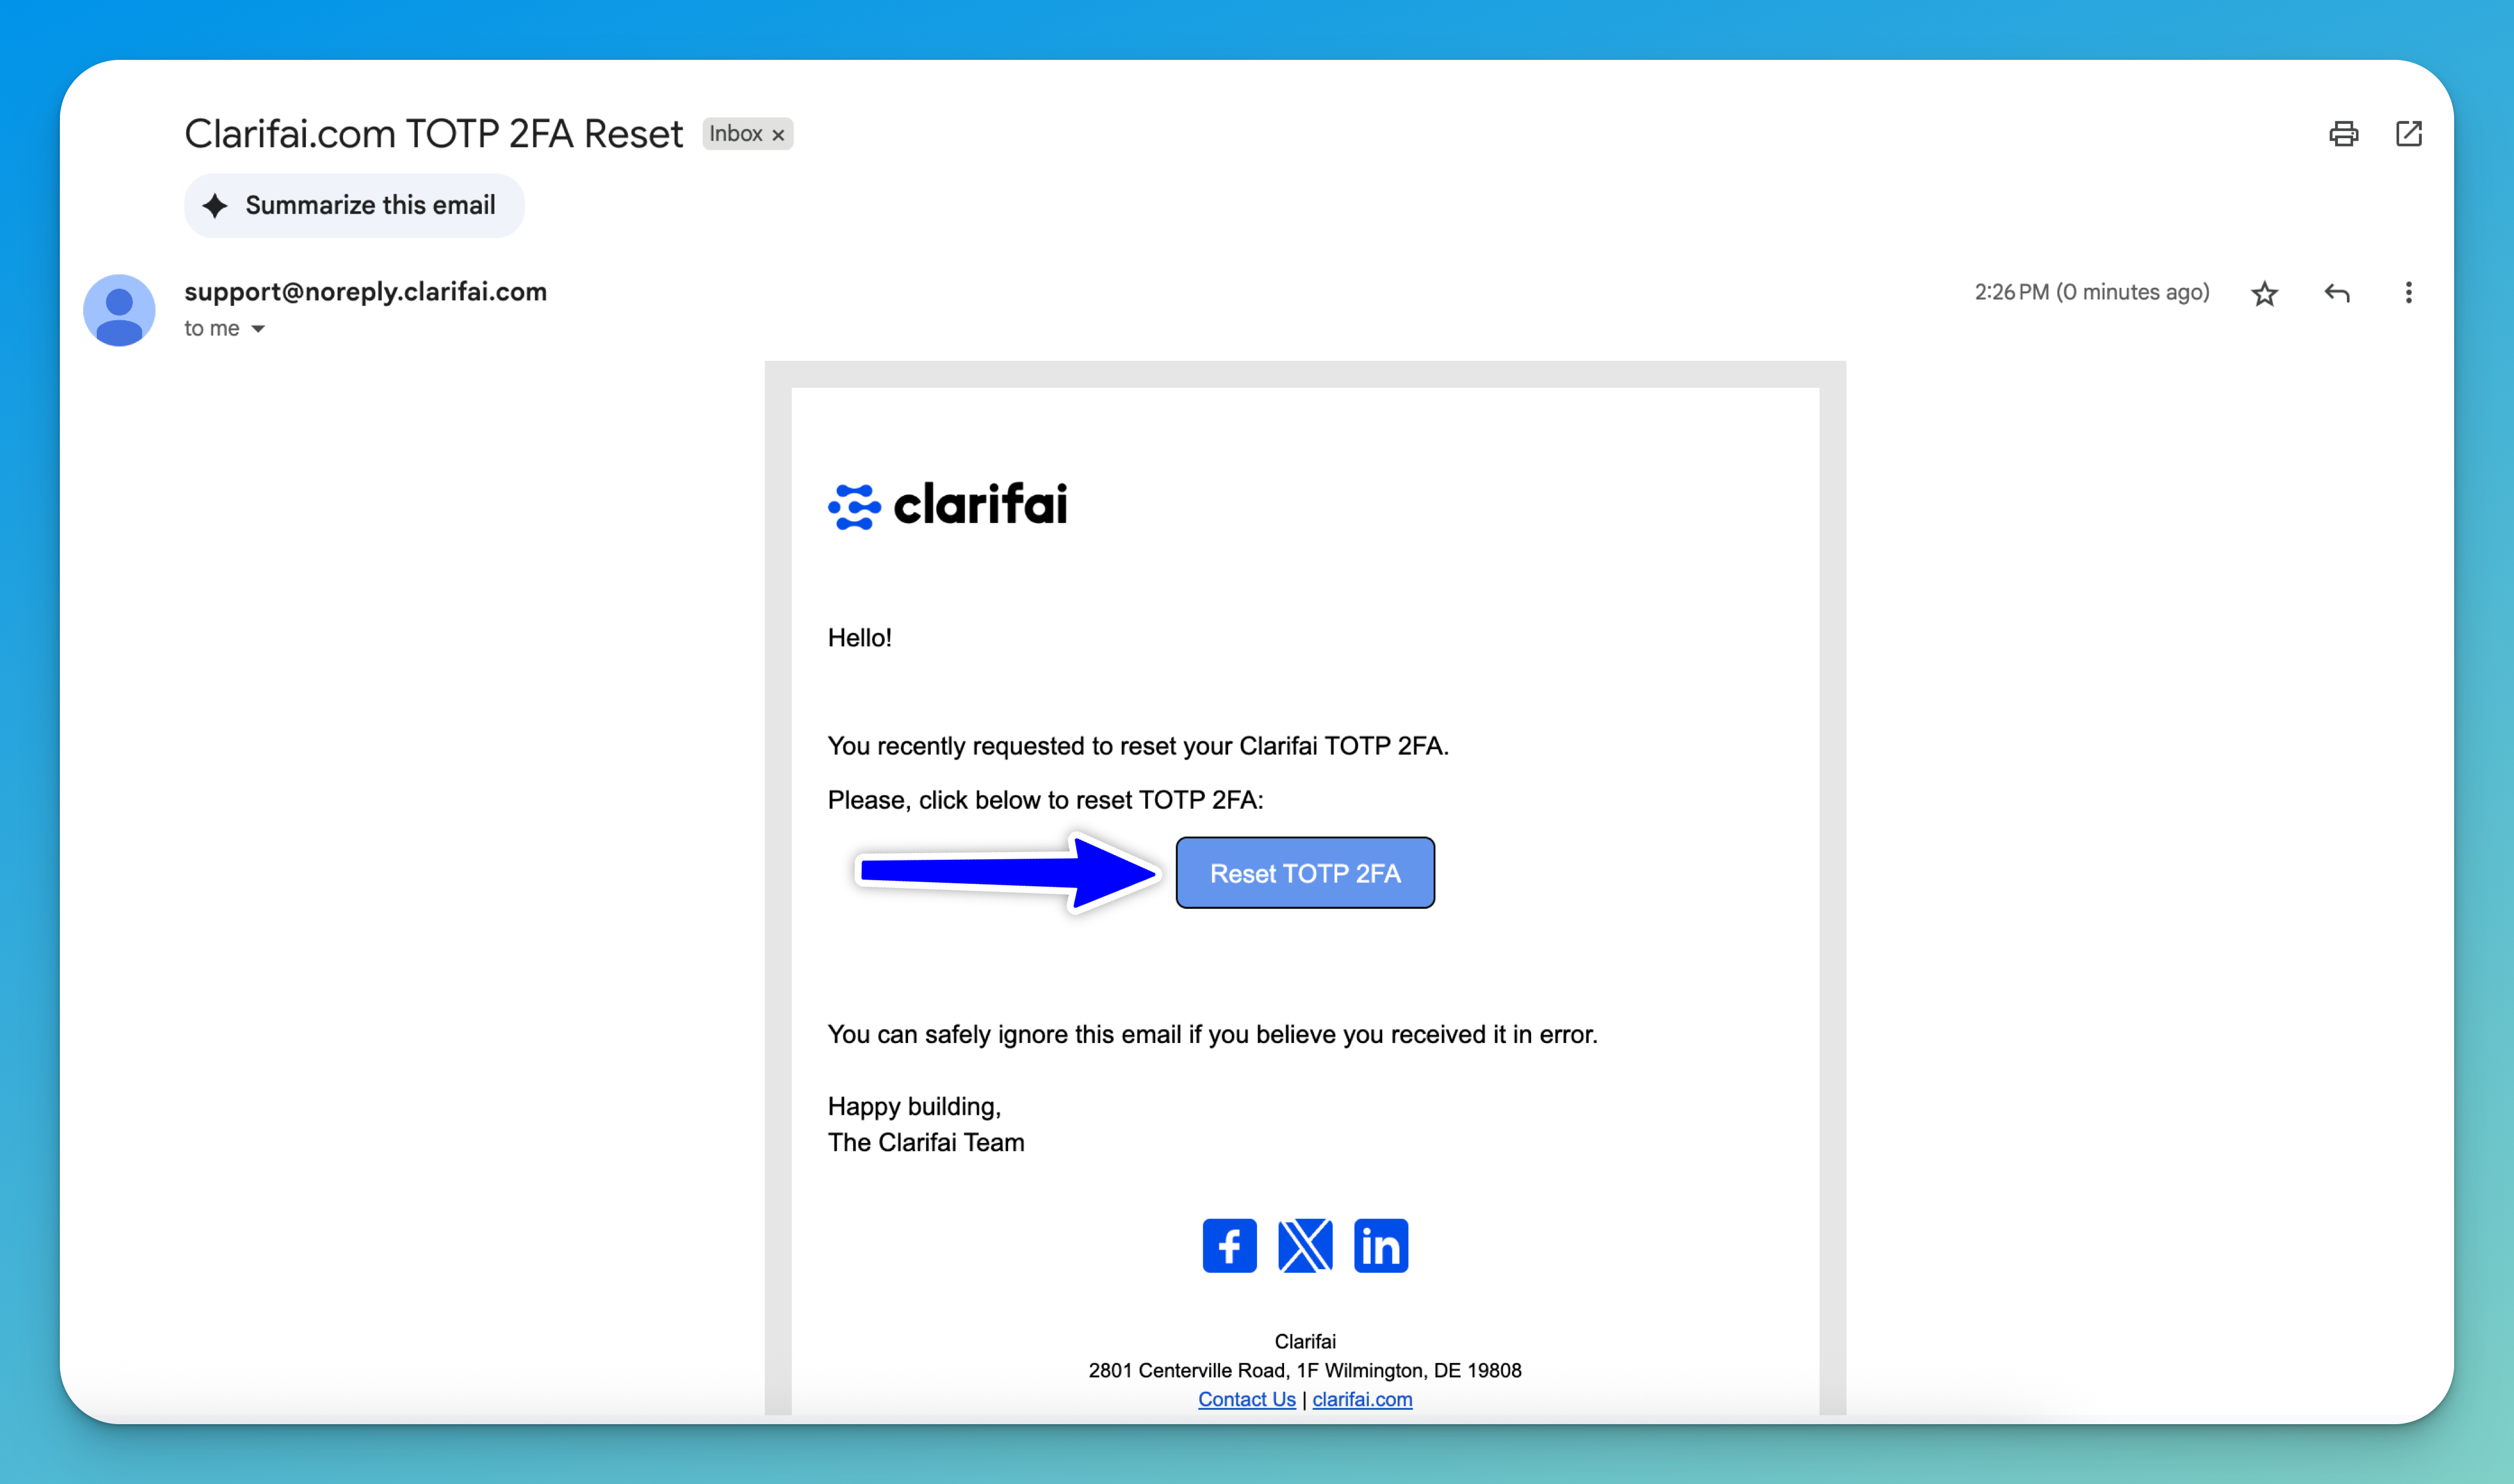 Clarifai.com TOTP 2FA Reset Inbox ×
Summarize this email
support@noreply.clarifai.com 2:26 PM (0 minutes ago)
to me
clarifai
Hello!
You recently requested to reset your Clarifai TOTP 2FA.
Please, click below to reset TOTP 2FA:
Reset TOTP 2FA
You can safely ignore this email if you believe you received it in error.
Happy building,
The Clarifai Team
Clarifai
2801 Centerville Road, 1F Wilmington, DE 19808
Contact Us | clarifai.com